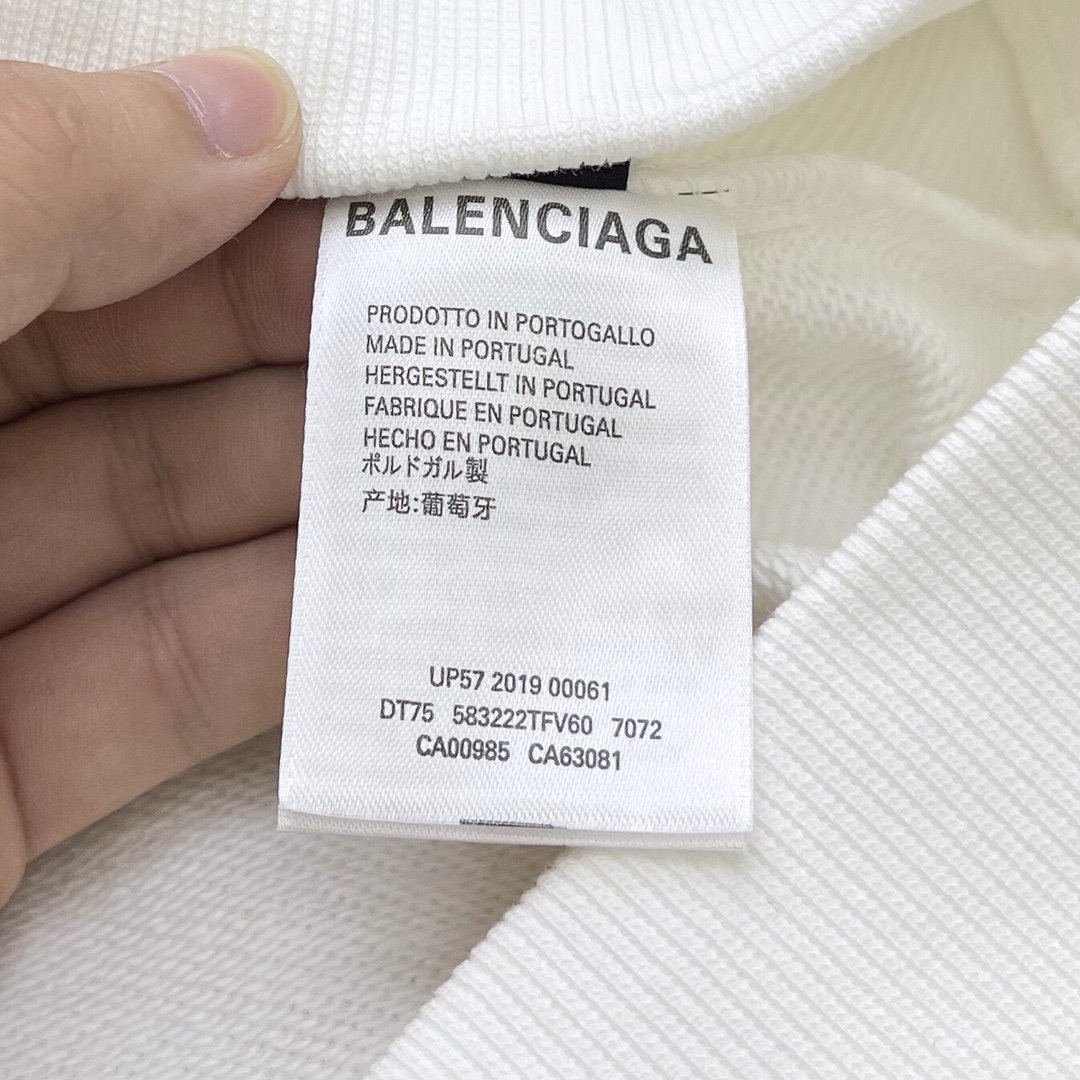 BALENCIAGA
PRODOTTO IN PORTOGALLO
MADE IN PORTUGAL
HERGESTELLT IN PORTUGAL
FABRIQUE EN PORTUGAL
HECHO EN PORTUGAL
ポルドガル製
产地:葡萄牙
UP57 2019 00061
DT75 583222TFV60 7072
CA00985 CA63081